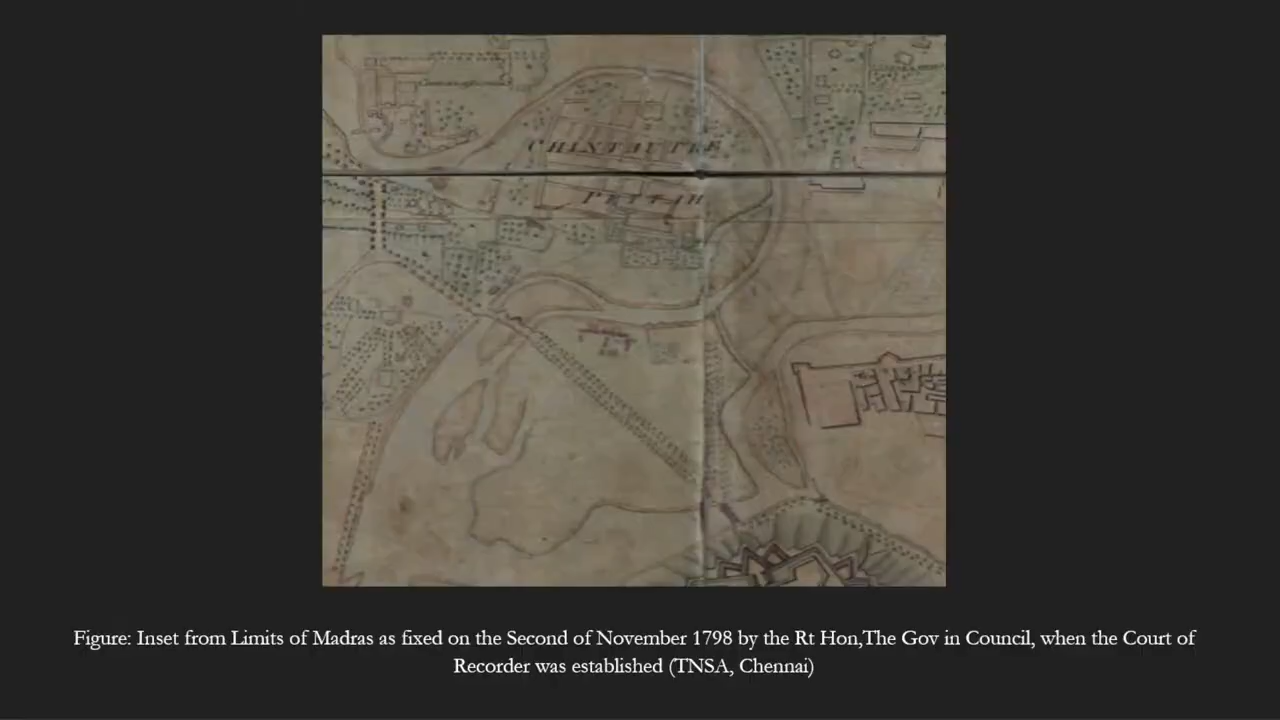 CHINTAUTRE
PETTAH
Figure: Inset from Limits of Madras as fixed on the Second of November 1798 by the Rt Hon,The Gov in Council, when the Court of
Recorder was established (TNSA, Chennai)